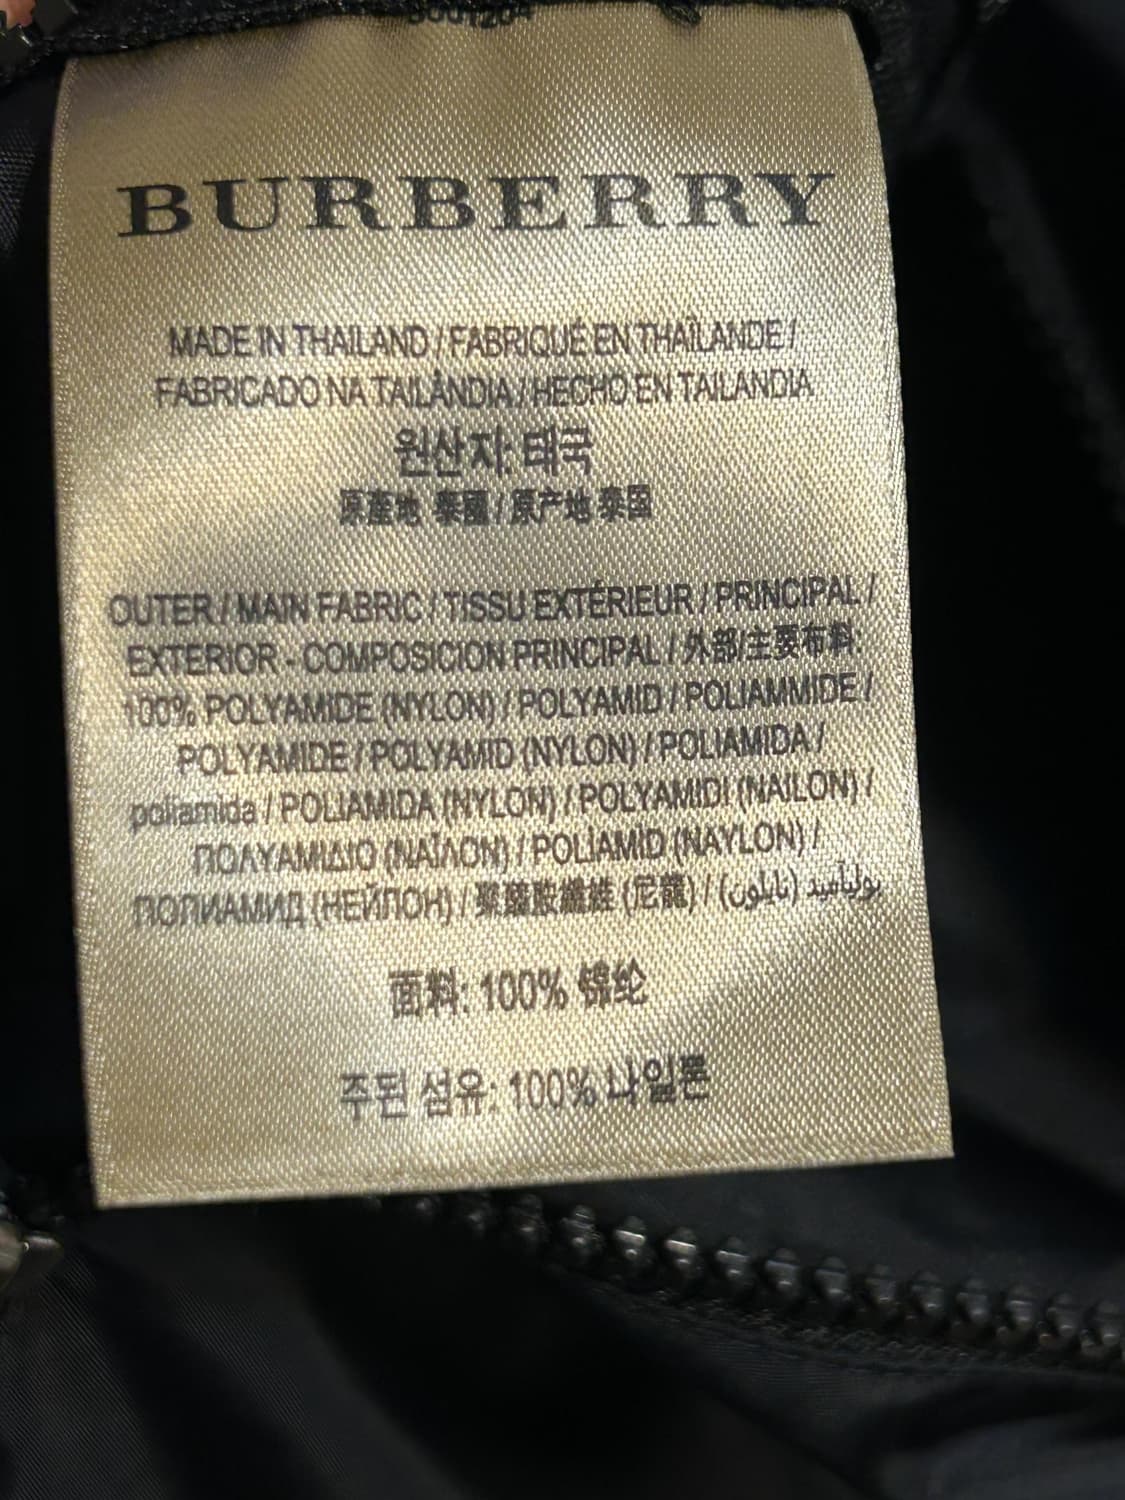 BURBERRY
MADE IN THAILAND / FABRIQUÉ EN THAÏLANDE /
FABRICADO NA TAILÂNDIA / HECHO EN TAILANDIA
원산지: 태국
原產地 泰國 / 原产地 泰国
OUTER / MAIN FABRIC / TISSU EXTÉRIEUR / PRINCIPAL /
EXTERIOR - COMPOSICION PRINCIPAL / 外部/主要布料:
100% POLYAMIDE (NYLON) / POLYAMID / POLIAMMIDE /
POLYAMIDE / POLYAMID (NYLON) / POLIAMIDA /
poliamida / POLIAMIDA (NYLON) / POLYAMIDI (NAILON) /
ΠΟΛΥΑΜΙΔΙΟ (ΝΑΪΛΟΝ) / POLİAMİD (NAYLON) /
ПОЛИАМИД (НЕЙЛОН) / 聚醯胺纖維 (尼龍) / بوليأميد (نايلون)
面料: 100% 锦纶
주된 섬유: 100% 나일론